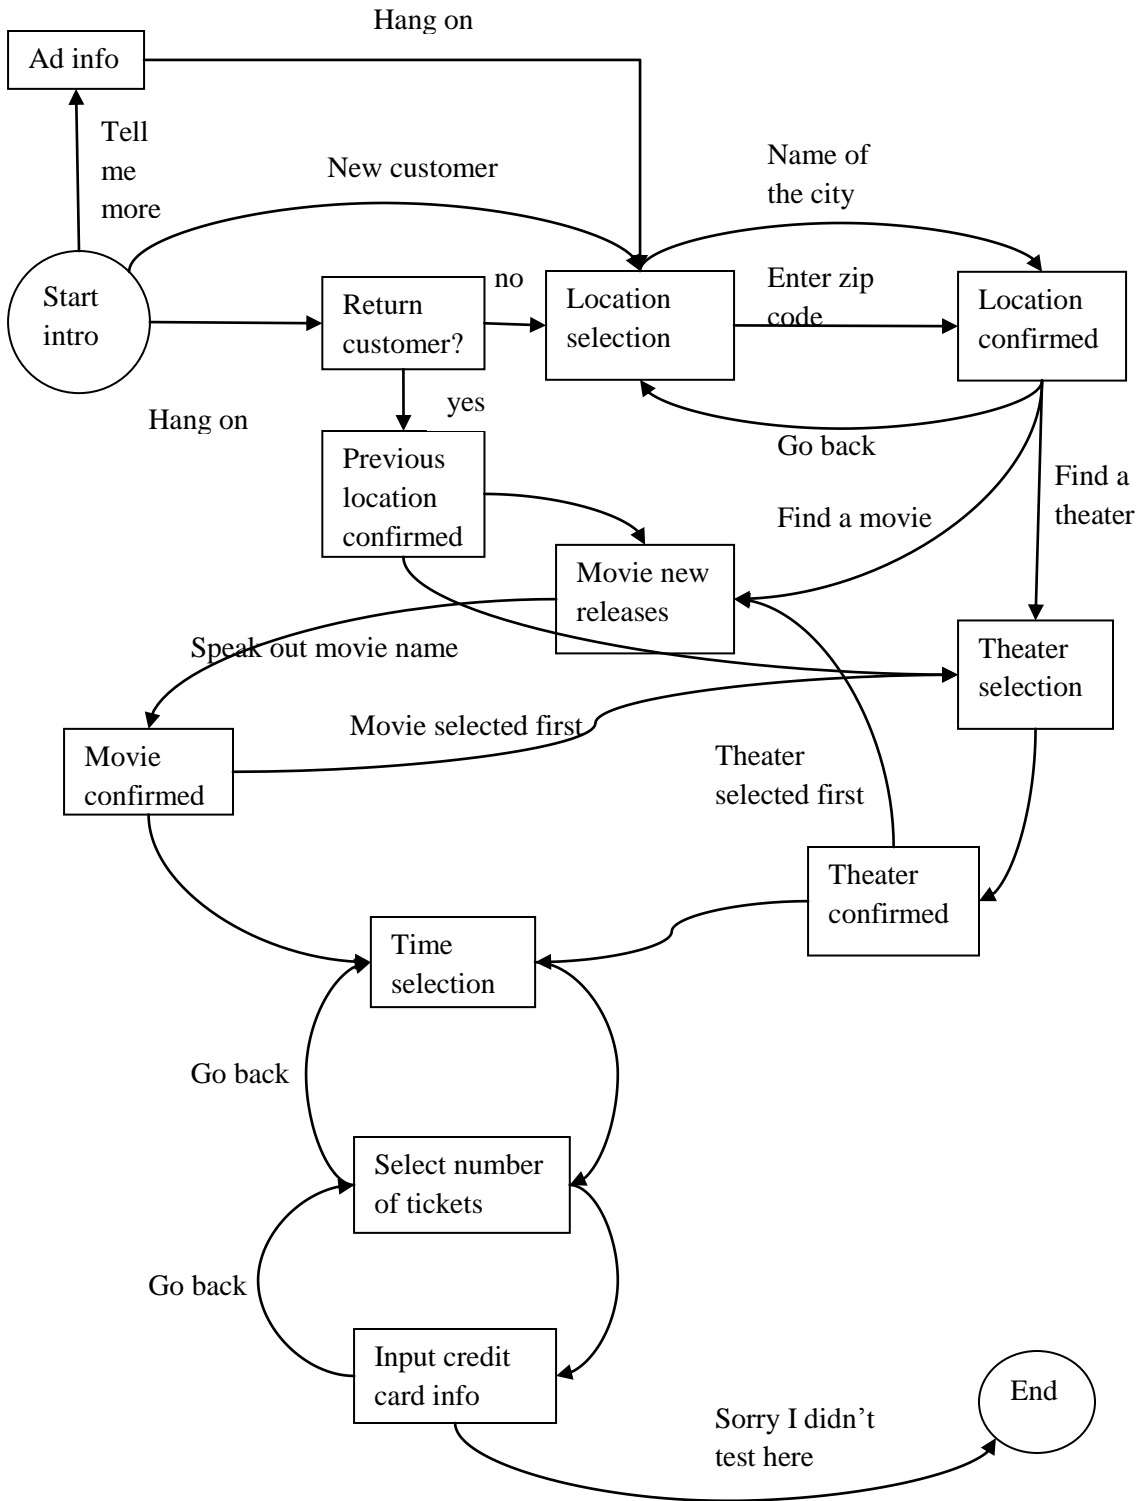 Hang on
Ad info
Tell
me
more
New customer
Name of
the city
Start
intro
Return
customer?
no
Location
selection
Enter zip
code
Location
confirmed
Hang on
yes
Go back
Previous
location
confirmed
Find a movie
Find a
theater
Movie new
releases
Speak out movie name
Theater
selection
Movie selected first
Movie
confirmed
Theater
selected first
Theater
confirmed
Time
selection
Go back
Select number
of tickets
Go back
Input credit
card info
Sorry I didn’t
test here
End